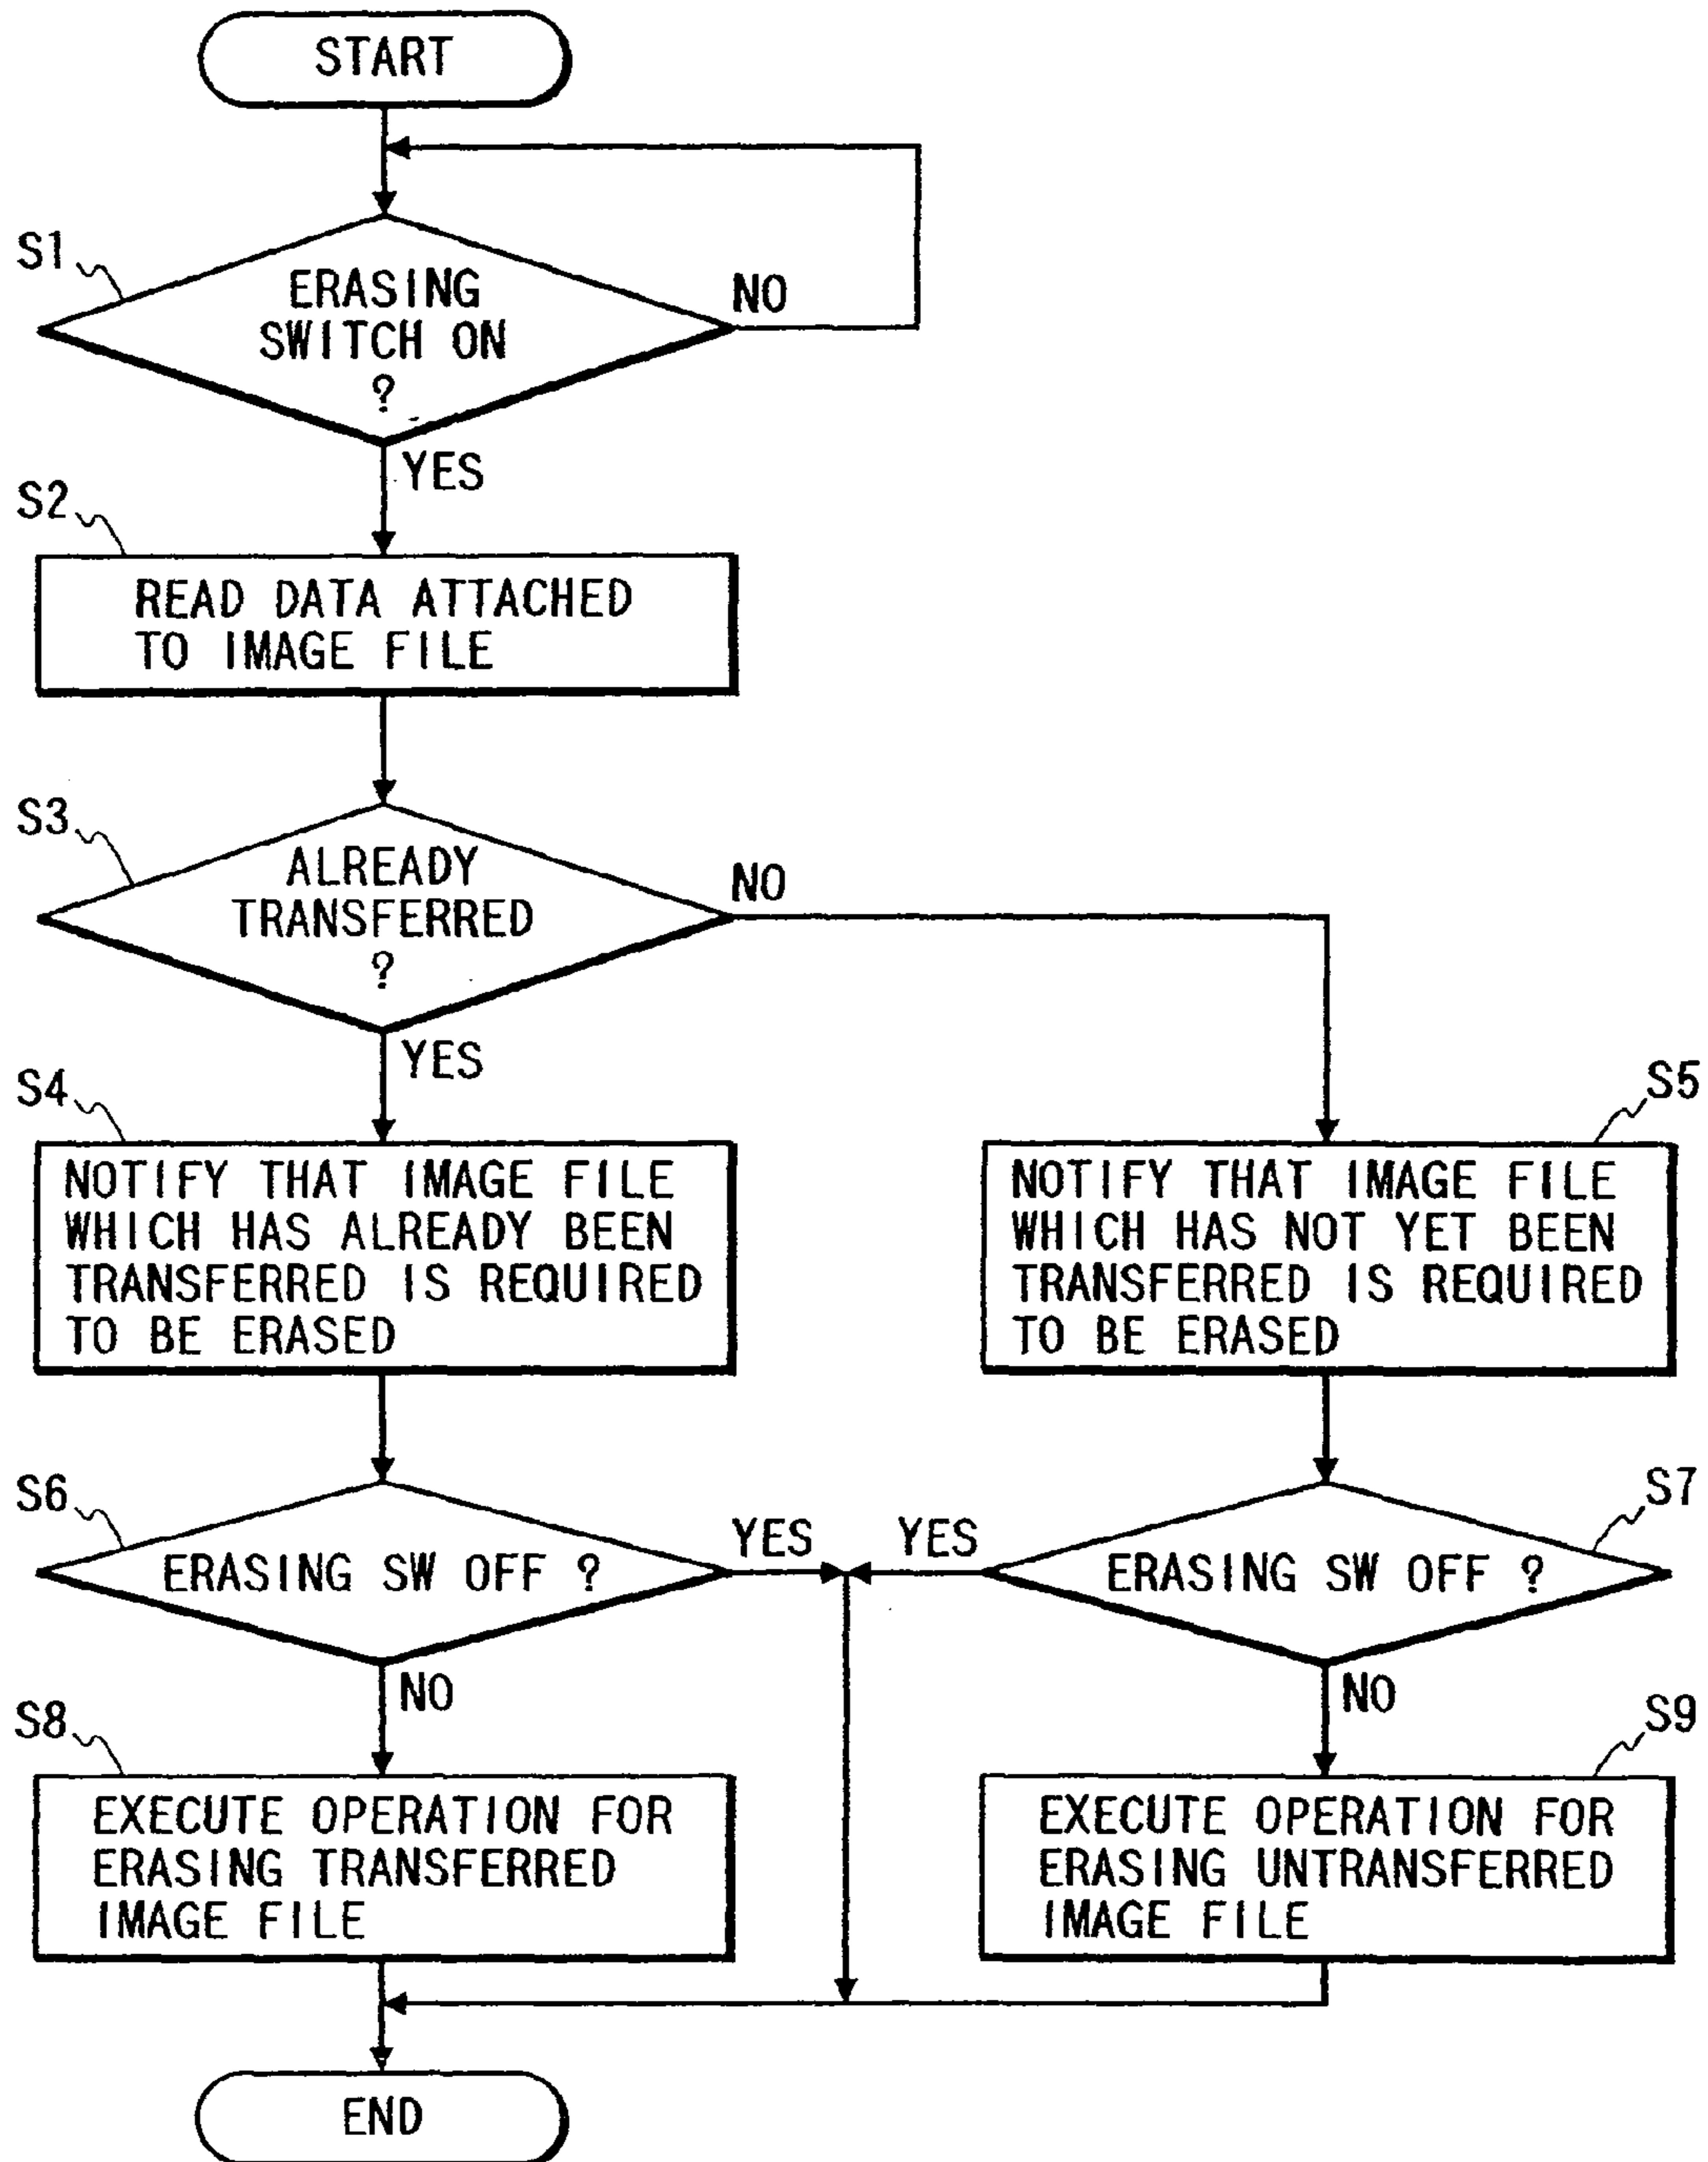 START
S1
ERASING
SWITCH ON
?
NO
YES
S2
READ DATA ATTACHED
TO IMAGE FILE
S3
ALREADY
TRANSFERRED
?
NO
YES
S4
NOTIFY THAT IMAGE FILE
WHICH HAS ALREADY BEEN
TRANSFERRED IS REQUIRED
TO BE ERASED
S5
NOTIFY THAT IMAGE FILE
WHICH HAS NOT YET BEEN
TRANSFERRED IS REQUIRED
TO BE ERASED
S6
ERASING SW OFF ?
YES
NO
S7
ERASING SW OFF ?
YES
NO
S8
EXECUTE OPERATION FOR
ERASING TRANSFERRED
IMAGE FILE
S9
EXECUTE OPERATION FOR
ERASING UNTRANSFERRED
IMAGE FILE
END